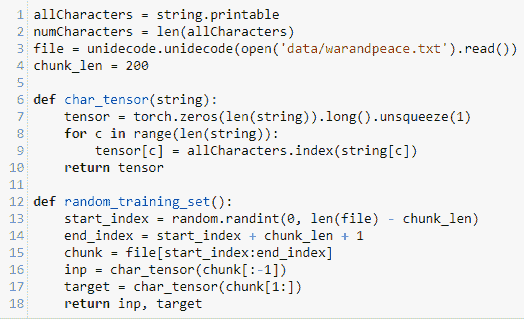 1 allCharacters = string.printable
2 numCharacters = len(allCharacters)
3 file = unidecode.unidecode(open('data/warandpeace.txt').read())
4 chunk_len = 200
5
6 def char_tensor(string):
7     tensor = torch.zeros(len(string)).long().unsqueeze(1)
8     for c in range(len(string)):
9         tensor[c] = allCharacters.index(string[c])
10     return tensor
11
12 def random_training_set():
13     start_index = random.randint(0, len(file) - chunk_len)
14     end_index = start_index + chunk_len + 1
15     chunk = file[start_index:end_index]
16     inp = char_tensor(chunk[:-1])
17     target = char_tensor(chunk[1:])
18     return inp, target